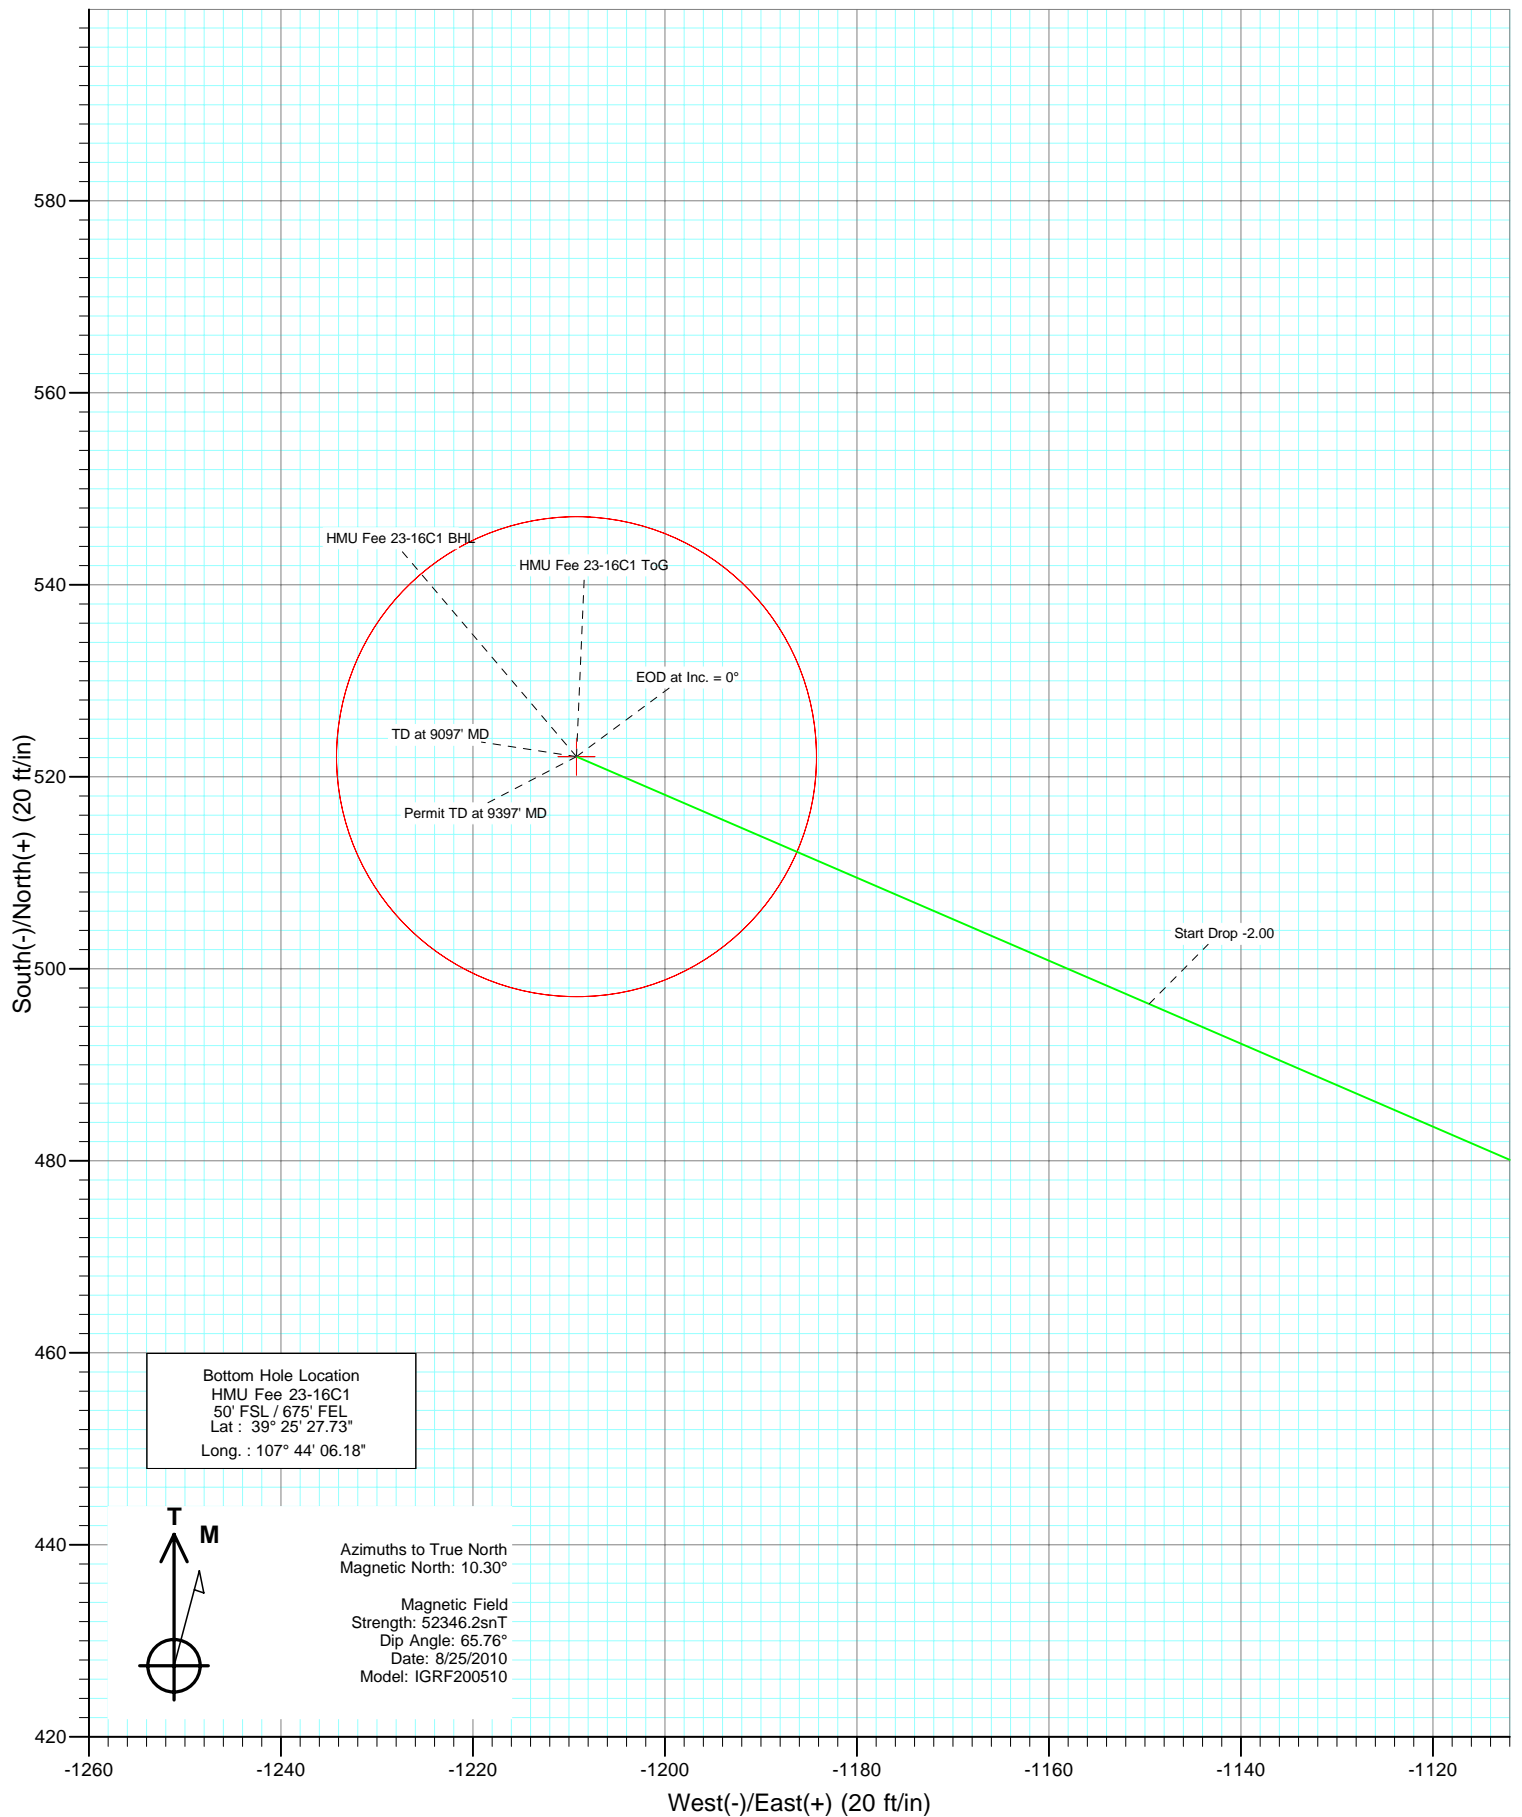 580
560
540
520
500
480
460
440
420
South(-)/North(+) (20 ft/in)
HMU Fee 23-16C1 BHL
HMU Fee 23-16C1 ToG
EOD at Inc. = 0°
TD at 9097' MD
Permit TD at 9397' MD
Start Drop -2.00
Bottom Hole Location
HMU Fee 23-16C1
50' FSL / 675' FEL
Lat : 39° 25' 27.73"
Long. : 107° 44' 06.18"
T
M
Azimuths to True North
Magnetic North: 10.30°
Magnetic Field
Strength: 52346.2snT
Dip Angle: 65.76°
Date: 8/25/2010
Model: IGRF200510
-1260
-1240
-1220
-1200
-1180
-1160
-1140
-1120
West(-)/East(+) (20 ft/in)